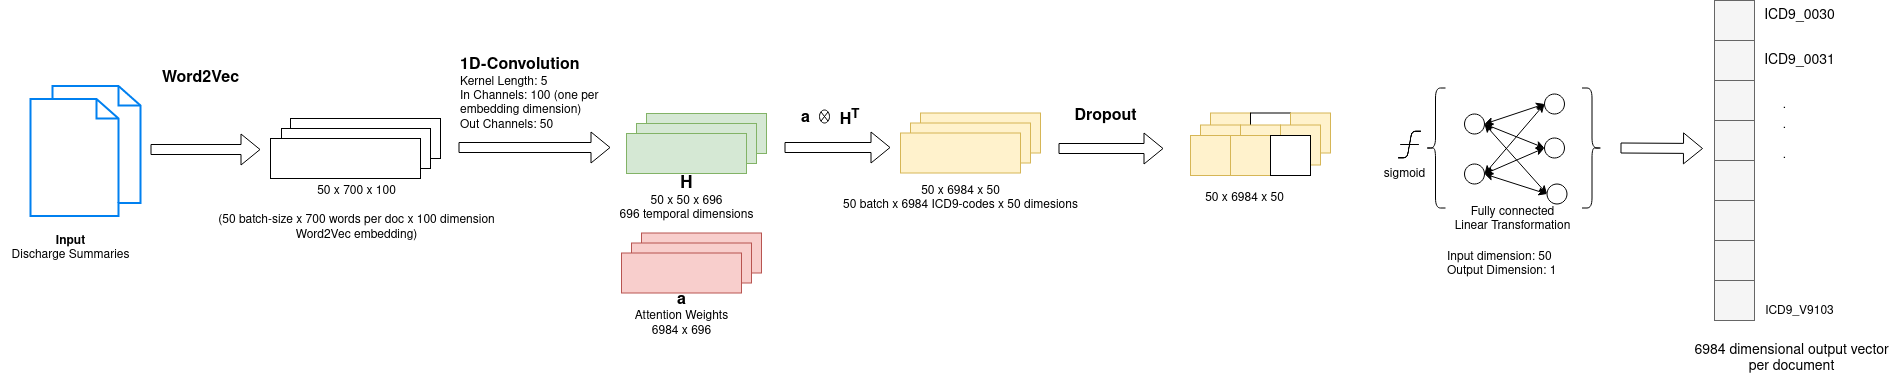 Word2Vec
50 x 700 x 100
(50 batch-size x 700 words per doc x 100 dimension
Word2Vec embedding)
Input
Discharge Summaries
1D-Convolution
Kernel Length: 5
In Channels: 100 (one per
embedding dimension)
Out Channels: 50
H
50 x 50 x 696
696 temporal dimensions
a
Attention Weights
6984 x 696
a ⊗ Hᵀ
50 x 6984 x 50
50 batch x 6984 ICD9-codes x 50 dimesions
Dropout
50 x 6984 x 50
sigmoid
Fully connected
Linear Transformation
Input dimension: 50
Output Dimension: 1
ICD9_0030
ICD9_0031
.
.
.
ICD9_V9103
6984 dimensional output vector
per document